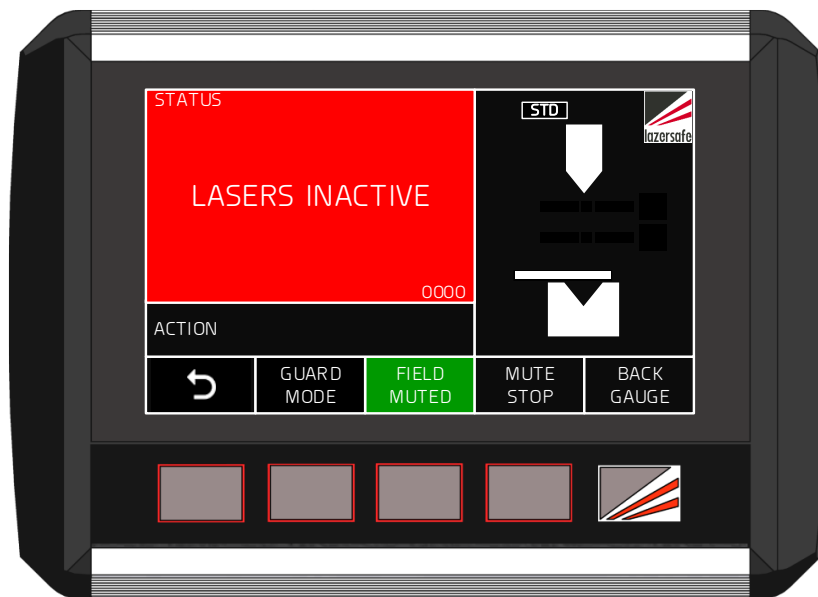 STATUS
LASERS INACTIVE
0000
ACTION
STD
lazersafe
GUARD
MODE
FIELD
MUTED
MUTE
STOP
BACK
GAUGE